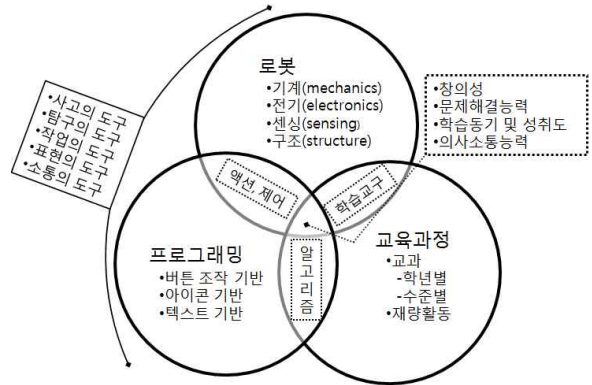 로봇
•기계(mechanics)
•전기(electronics)
•센싱(sensing)
•구조(structure)
•사고의 도구
•탐구의 도구
•작업의 도구
•표현의 도구
•소통의 도구
•창의성
•문제해결능력
•학습동기 및 성취도
•의사소통능력
액션, 제어
학습교구
알고리즘
프로그래밍
•버튼 조작 기반
•아이콘 기반
•텍스트 기반
교육과정
•교과
-학년별
-수준별
•재량활동